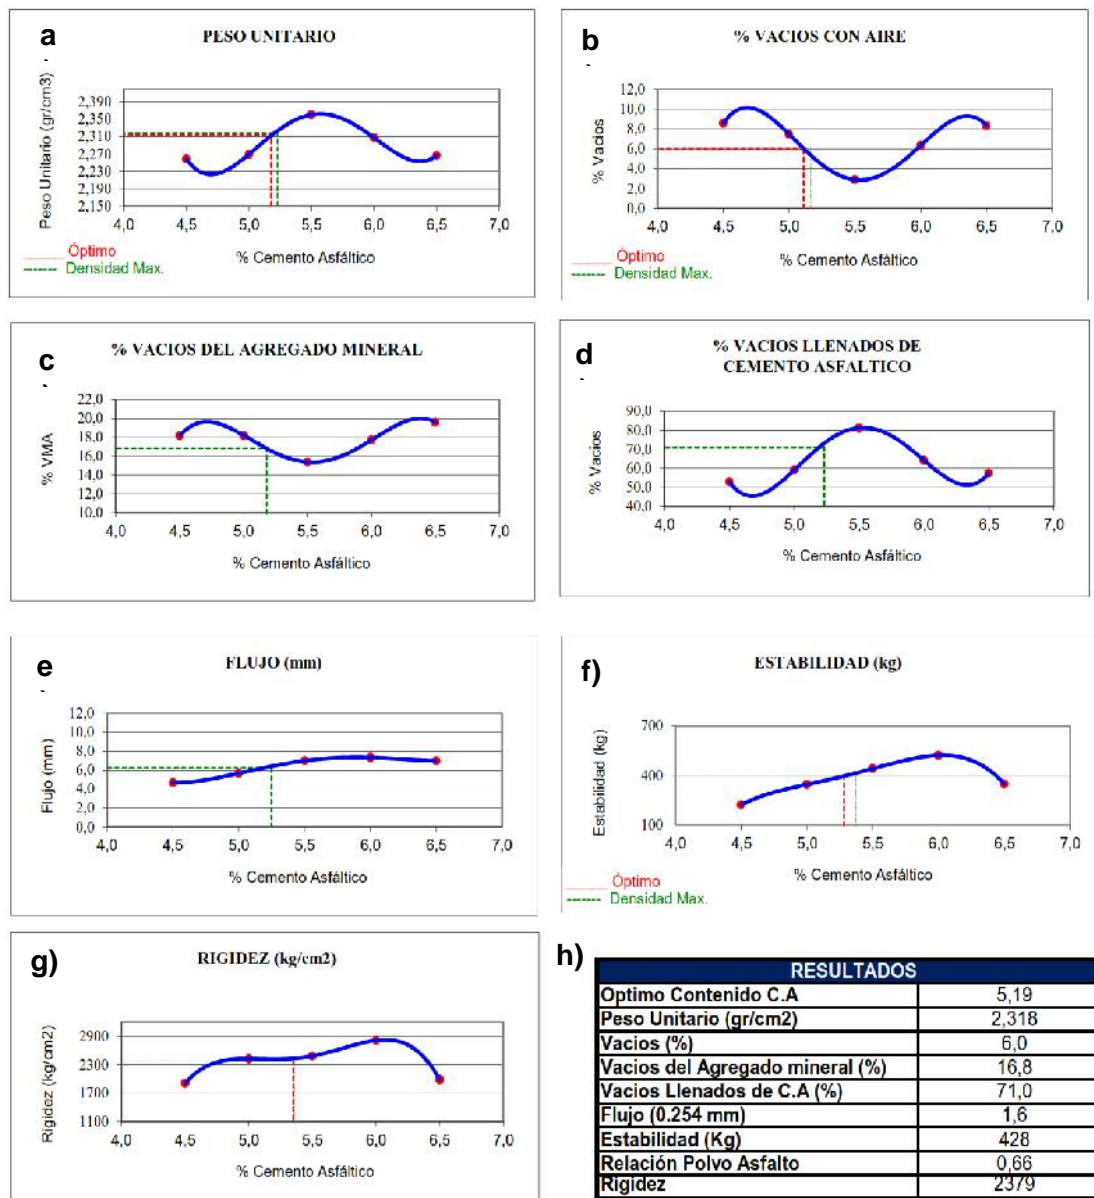 a
PESO UNITARIO
Peso Unitario (gr/cm3)
2,390
2,350
2,310
2,270
2,230
2,190
2,150
4,0 4,5 5,0 5,5 6,0 6,5 7,0
% Cemento Asfáltico
Óptimo
Densidad Max.
b
% VACIOS CON AIRE
% Vacios
12,0
10,0
8,0
6,0
4,0
2,0
0,0
4,0 4,5 5,0 5,5 6,0 6,5 7,0
% Cemento Asfáltico
Óptimo
Densidad Max.
c
% VACIOS DEL AGREGADO MINERAL
% VMA
22,0
20,0
18,0
16,0
14,0
12,0
10,0
4,0 4,5 5,0 5,5 6,0 6,5 7,0
% Cemento Asfáltico
d
% VACIOS LLENADOS DE
CEMENTO ASFALTICO
% Vacios
90,0
80,0
70,0
60,0
50,0
40,0
4,0 4,5 5,0 5,5 6,0 6,5 7,0
% Cemento Asfáltico
e
FLUJO (mm)
Flujo (mm)
12,0
10,0
8,0
6,0
4,0
2,0
0,0
4,0 4,5 5,0 5,5 6,0 6,5 7,0
% Cemento Asfáltico
f)
ESTABILIDAD (kg)
Estabilidad (kg)
700
400
100
4,0 4,5 5,0 5,5 6,0 6,5 7,0
% Cemento Asfáltico
Óptimo
Densidad Max.
g)
RIGIDEZ (kg/cm2)
Rigidez (kg/cm2)
2900
2300
1700
1100
4,0 4,5 5,0 5,5 6,0 6,5 7,0
% Cemento Asfáltico
h)
RESULTADOS
Optimo Contenido C.A 5,19
Peso Unitario (gr/cm2) 2,318
Vacios (%) 6,0
Vacios del Agregado mineral (%) 16,8
Vacios Llenados de C.A (%) 71,0
Flujo (0.254 mm) 1,6
Estabilidad (Kg) 428
Relación Polvo Asfalto 0,66
Rigidez 2379